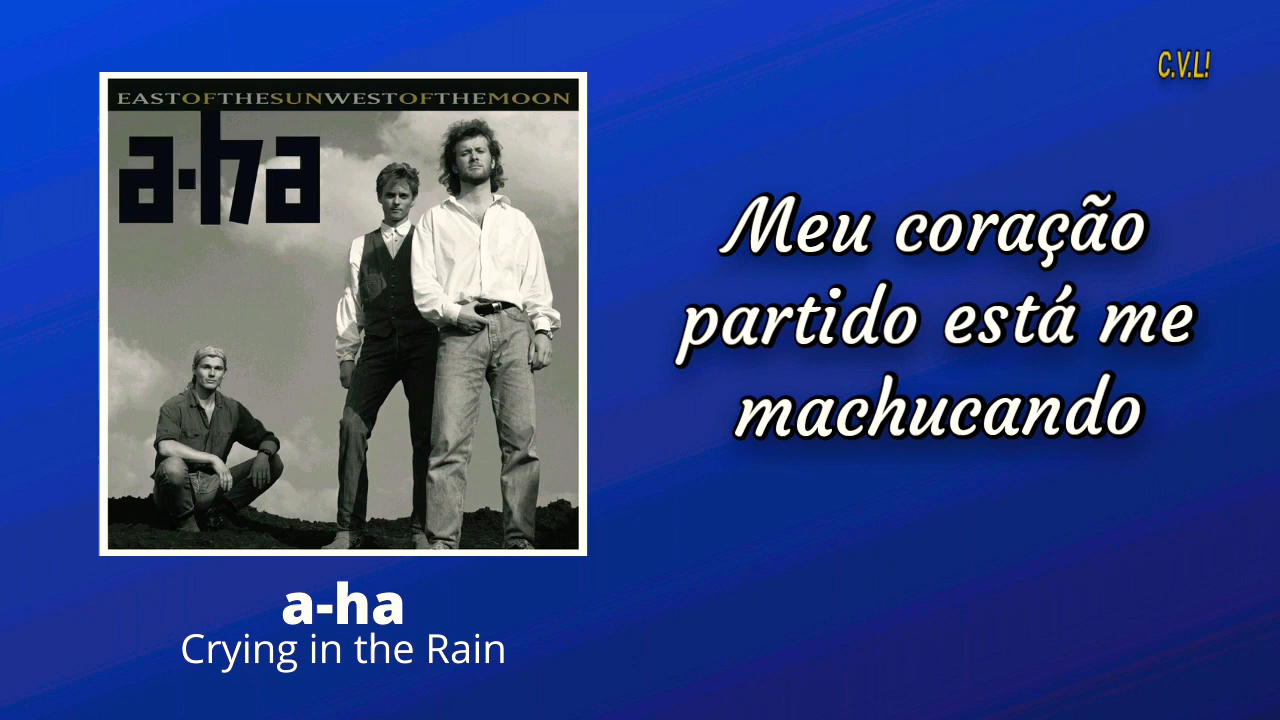 C.V.L!
EASTOFTHESUNWESTOFTHEMOON
a-ha
Meu coração
partido está me
machucando
a-ha
Crying in the Rain